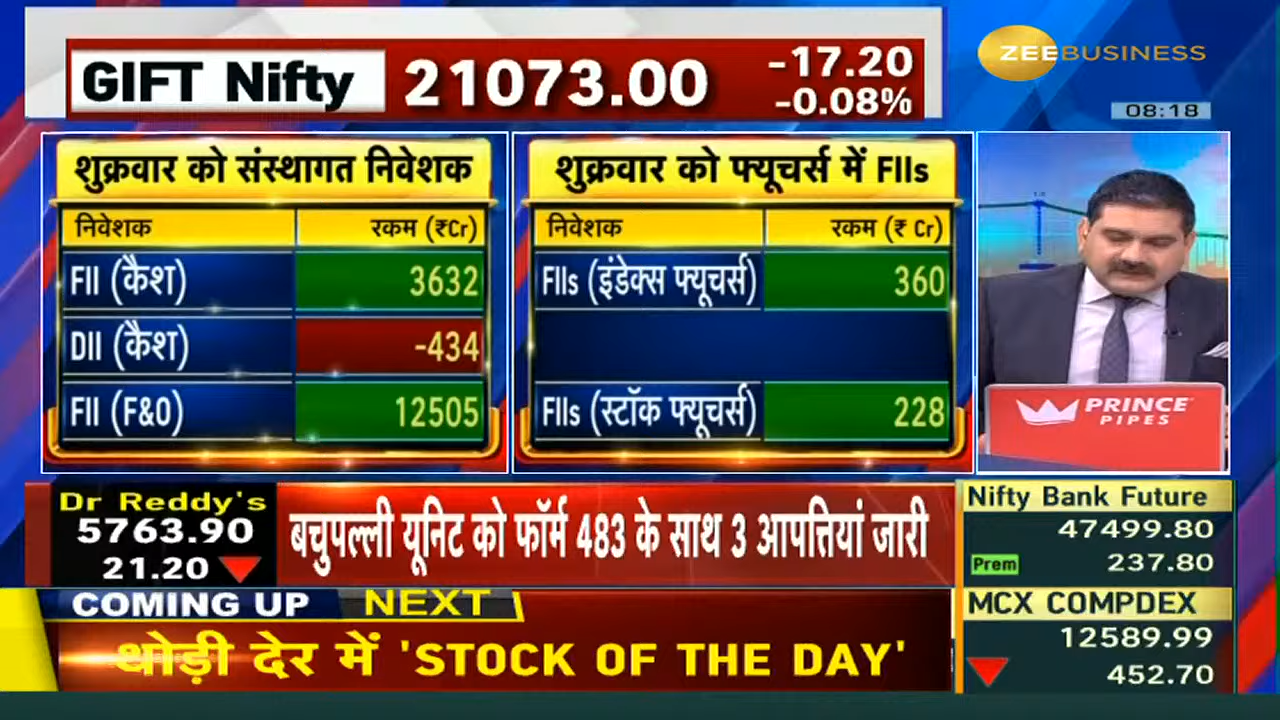 GIFT Nifty 21073.00 -17.20
-0.08%
ZEEBUSINESS
08:18
शुक्रवार को संस्थागत निवेशक
निवेशक रकम (₹Cr)
FII (कैश) 3632
DII (कैश) -434
FII (F&O) 12505
शुक्रवार को फ्यूचर्स में FIIs
निवेशक रकम (₹ Cr)
FIIs (इंडेक्स फ्यूचर्स) 360
FIIs (स्टॉक फ्यूचर्स) 228
PRINCE
PIPES
Dr Reddy's
5763.90
21.20
बचुपल्ली यूनिट को फॉर्म 483 के साथ 3 आपत्तियां जारी
Nifty Bank Future
47499.80
Prem 237.80
MCX COMPDEX
12589.99
452.70
COMING UP NEXT
थोड़ी देर में 'STOCK OF THE DAY'